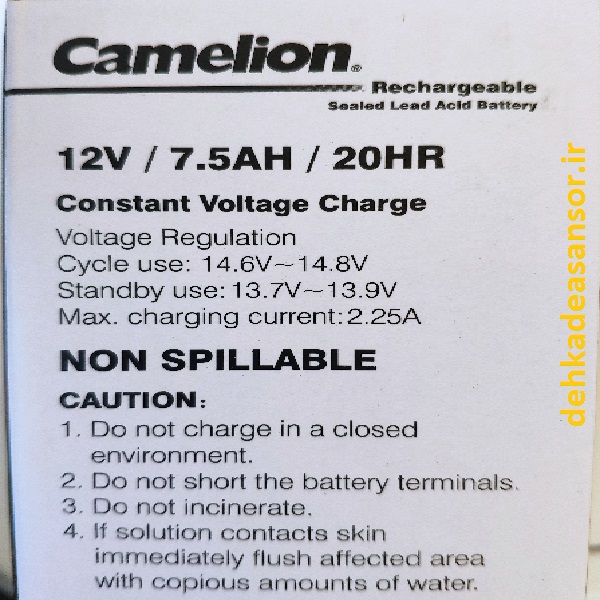 Camelion®
Rechargeable
Sealed Lead Acid Battery
12V / 7.5AH / 20HR
Constant Voltage Charge
Voltage Regulation
Cycle use: 14.6V~14.8V
Standby use: 13.7V~13.9V
Max. charging current: 2.25A
NON SPILLABLE
CAUTION:
1. Do not charge in a closed
environment.
2. Do not short the battery terminals.
3. Do not incinerate.
4. If solution contacts skin
immediately flush affected area
with copious amounts of water.
dehkadeasansor.ir